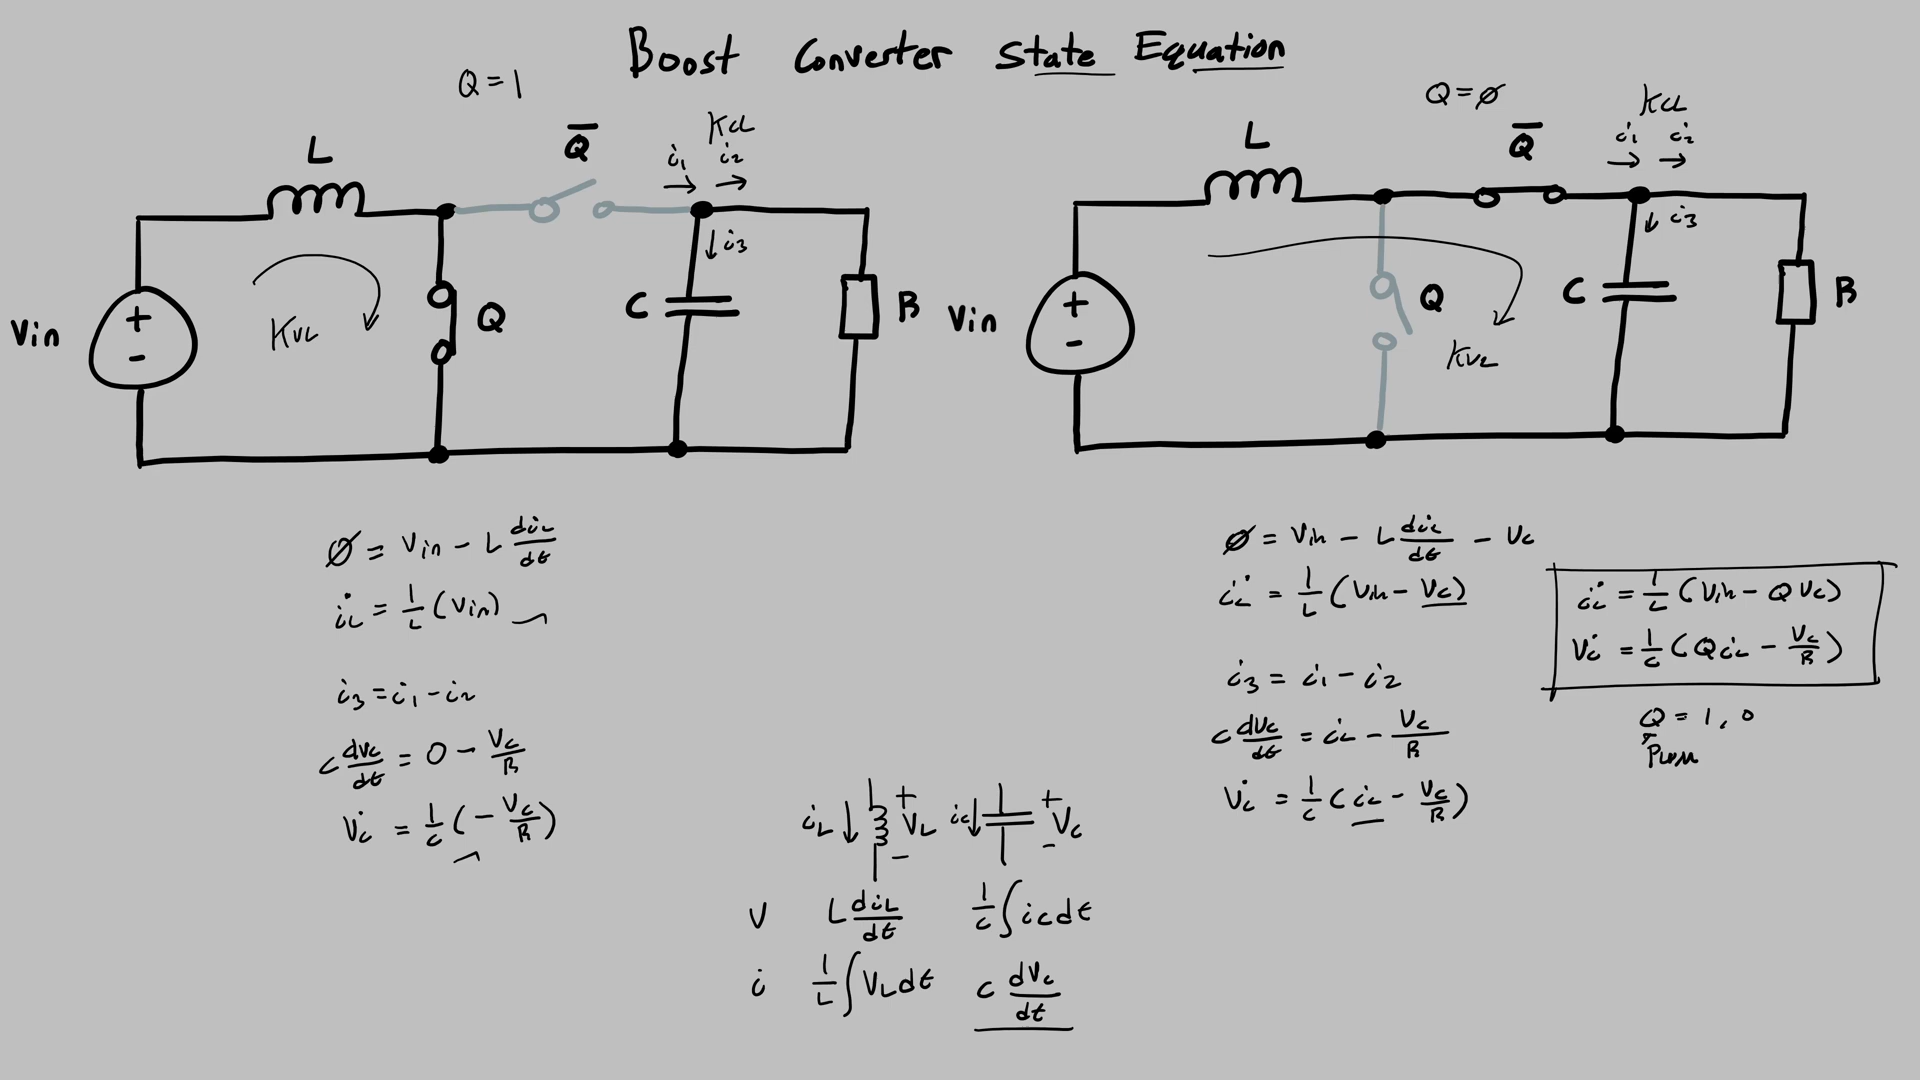 Boost Converter State Equation
Q = 1
L
Q̅
KCL
i₁ i₂
i₃
Vin
+
-
KVL
Q
C
R
∅ = Vin - L diL/dt
i̇L = 1/L (Vin)
i₃ = i₁ - i₂
C dVc/dt = 0 - Vc/R
V̇c = 1/C (- Vc/R)
Q = ∅
L
Q̅
KCL
i₁ i₂
i₃
Vin
+
-
Q
KVL
C
R
∅ = Vin - L diL/dt - Vc
i̇L = 1/L (Vin - Vc)
i₃ = i₁ - i₂
C dVc/dt = iL - Vc/R
V̇c = 1/C (iL - Vc/R)
i̇L = 1/L (Vin - Q Vc)
V̇c = 1/C (Q iL - Vc/R)
Q = 1, 0
PWM
iL + VL - ic + Vc -
V L diL/dt 1/C ∫ ic dt
i 1/L ∫ VL dt C dVc/dt